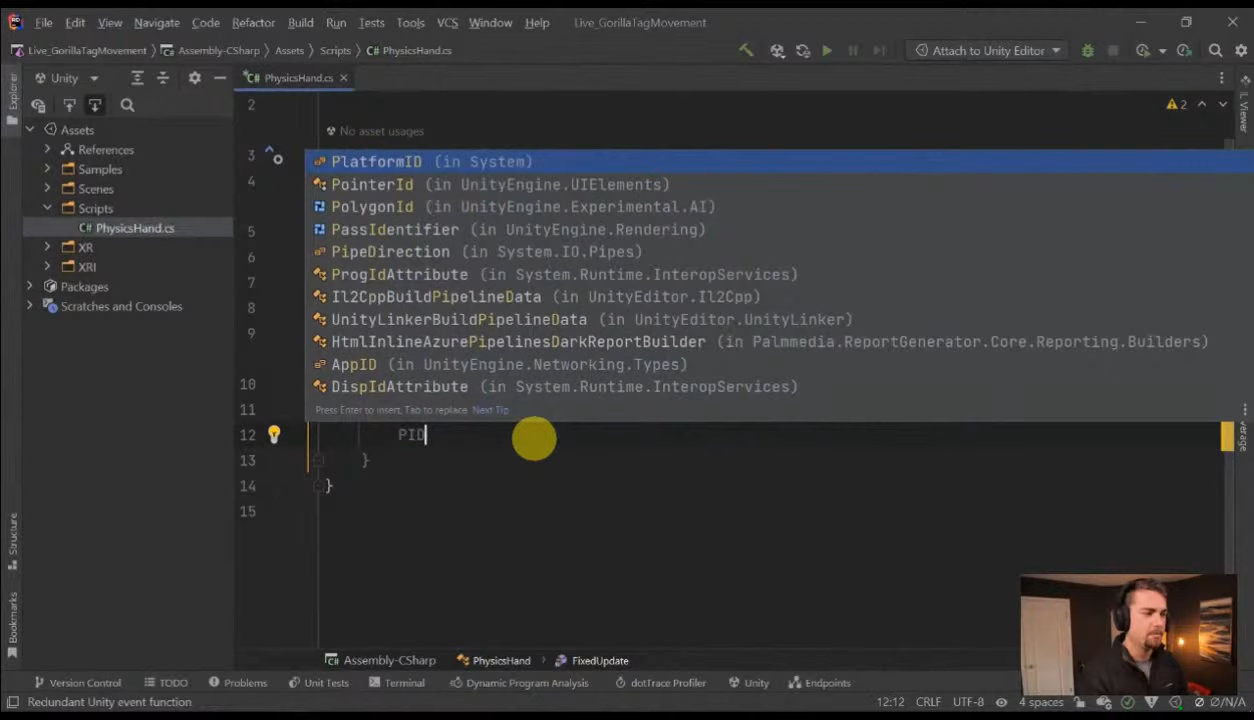 File Edit View Navigate Code Refactor Build Run Tests Tools VCS Window Help Live_GorillaTagMovement
Live_GorillaTagMovement Assembly-CSharp Assets Scripts C# PhysicsHand.cs Attach to Unity Editor
Unity C# PhysicsHand.cs
2 2
Assets
References
Samples
Scenes
Scripts
C# PhysicsHand.cs
XR
XRI
Packages
Scratches and Consoles
No asset usages
3 PlatformID (in System)
4 PointerId (in UnityEngine.UIElements)
PolygonId (in UnityEngine.Experimental.AI)
5 PassIdentifier (in UnityEngine.Rendering)
6 PipeDirection (in System.IO.Pipes)
7 ProgIdAttribute (in System.Runtime.InteropServices)
8 Il2CppBuildPipelineData (in UnityEditor.Il2Cpp)
9 UnityLinkerBuildPipelineData (in UnityEditor.UnityLinker)
HtmlInlineAzurePipelinesDarkReportBuilder (in Palmmedia.ReportGenerator.Core.Reporting.Builders)
AppID (in UnityEngine.Networking.Types)
10 DispIdAttribute (in System.Runtime.InteropServices)
11 Press Enter to insert, Tab to replace Next Tip
12 PID
13 }
14 }
15
Explorer
Structure
Bookmarks
IL Viewer
verage
Assembly-CSharp PhysicsHand FixedUpdate
Version Control TODO Problems Unit Tests Terminal Dynamic Program Analysis dotTrace Profiler Unity Endpoints
Redundant Unity event function 12:12 CRLF UTF-8 4 spaces Ø/N/A